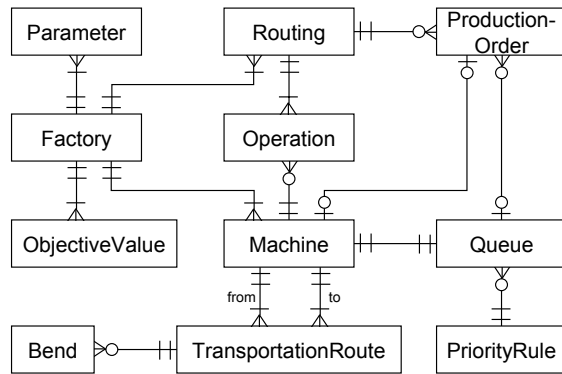 Parameter
Routing
Production-
Order
Factory
Operation
ObjectiveValue
Machine
Queue
from
to
Bend
TransportationRoute
PriorityRule